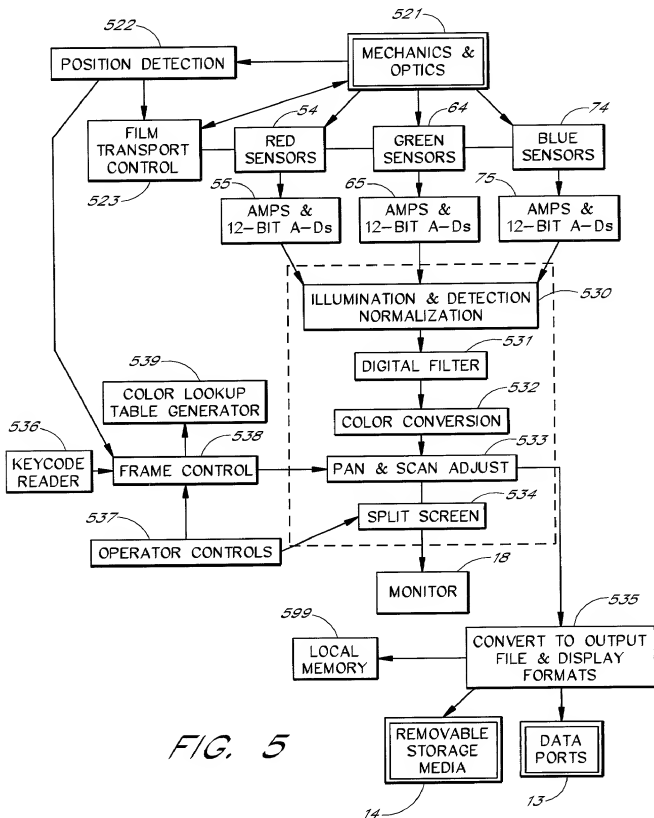 522
521
POSITION DETECTION
MECHANICS &
OPTICS
54
64
74
FILM
TRANSPORT
CONTROL
523
RED
SENSORS
GREEN
SENSORS
BLUE
SENSORS
55
65
75
AMPS &
12-BIT A-Ds
AMPS &
12-BIT A-Ds
AMPS &
12-BIT A-Ds
ILLUMINATION & DETECTION
NORMALIZATION
530
531
DIGITAL FILTER
539
532
COLOR LOOKUP
TABLE GENERATOR
COLOR CONVERSION
536
538
533
KEYCODE
READER
FRAME CONTROL
PAN & SCAN ADJUST
537
534
OPERATOR CONTROLS
SPLIT SCREEN
18
MONITOR
599
535
LOCAL
MEMORY
CONVERT TO OUTPUT
FILE & DISPLAY
FORMATS
REMOVABLE
STORAGE
MEDIA
DATA
PORTS
14
13
FIG. 5